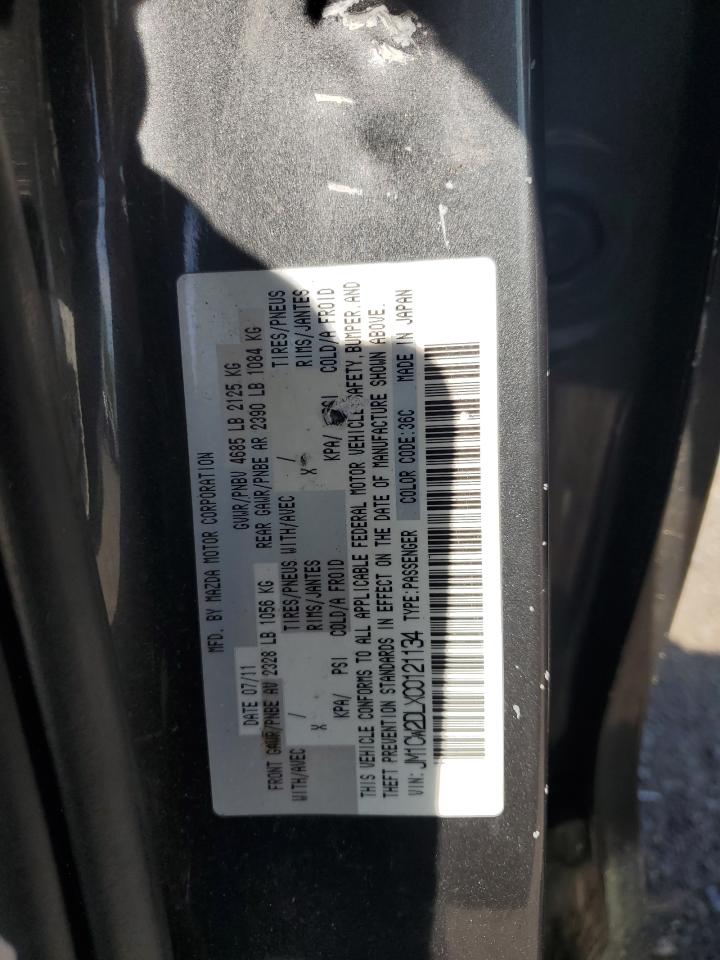 MFD. BY MAZDA MOTOR CORPORATION
DATE 07/11 GVWR/PNBV 4685 LB 2125 KG
FRONT GAWR/PNBE AV 2328 LB 1056 KG REAR GAWR/PNBE AR 2390 LB 1084 KG
WITH/AVEC / TIRES/PNEUS WITH/AVEC / TIRES/PNEUS
X RIMS/JANTES X RIMS/JANTES
KPA/ PSI COLD/A FROID KPA/ PSI COLD/A FROID
THIS VEHICLE CONFORMS TO ALL APPLICABLE FEDERAL MOTOR VEHICLE SAFETY, BUMPER, AND
THEFT PREVENTION STANDARDS IN EFFECT ON THE DATE OF MANUFACTURE SHOWN ABOVE.
VIN: JM1CW2DLXC0121134 TYPE:PASSENGER COLOR CODE:36C MADE IN JAPAN